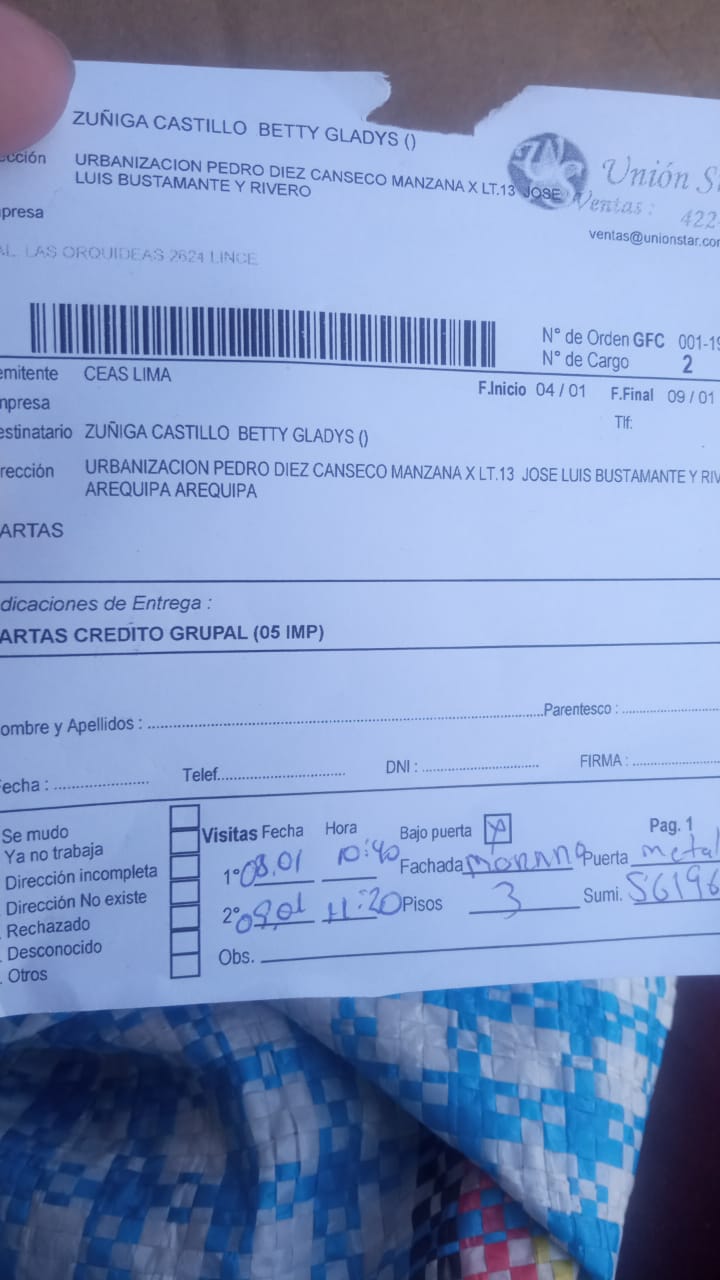 ZUÑIGA CASTILLO BETTY GLADYS ()
cción URBANIZACION PEDRO DIEZ CANSECO MANZANA X LT.13 JOSE
LUIS BUSTAMANTE Y RIVERO
presa
AL. LAS ORQUIDEAS 2624 LINCE
Unión S
Ventas : 422
ventas@unionstar.co
N° de Orden GFC 001-19
N° de Cargo 2
emitente CEAS LIMA
F.Inicio 04 / 01 F.Final 09 / 01
mpresa
Tlf:
estinatario ZUÑIGA CASTILLO BETTY GLADYS ()
rección URBANIZACION PEDRO DIEZ CANSECO MANZANA X LT.13 JOSE LUIS BUSTAMANTE Y RIV
AREQUIPA AREQUIPA
ARTAS
dicaciones de Entrega :
ARTAS CREDITO GRUPAL (05 IMP)
ombre y Apellidos : Parentesco :
echa : Telef. DNI : FIRMA :
Se mudo
Ya no trabaja
Dirección incompleta
Dirección No existe
Rechazado
Desconocido
Otros
Visitas Fecha Hora Bajo puerta X Pag. 1
1° 08.01 10:40 Fachada Puerta metal
2° 09.01 11:20 Pisos 3 Sumi. 56196
Obs.